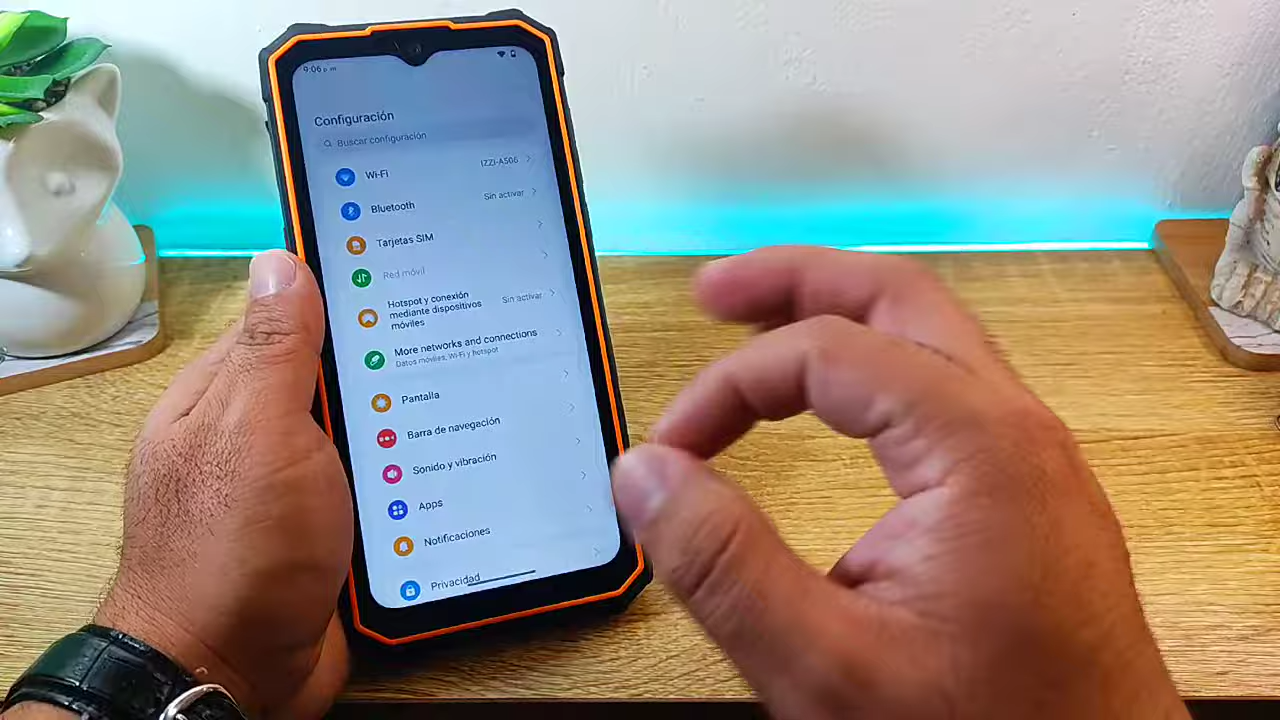 9:06 p. m.
Configuración
Buscar configuración
Wi-Fi
IZZI-A506
Bluetooth
Sin activar
Tarjetas SIM
Red móvil
Hotspot y conexión
mediante dispositivos
móviles
Sin activar
More networks and connections
Datos móviles, Wi-Fi y hotspot
Pantalla
Barra de navegación
Sonido y vibración
Apps
Notificaciones
Privacidad